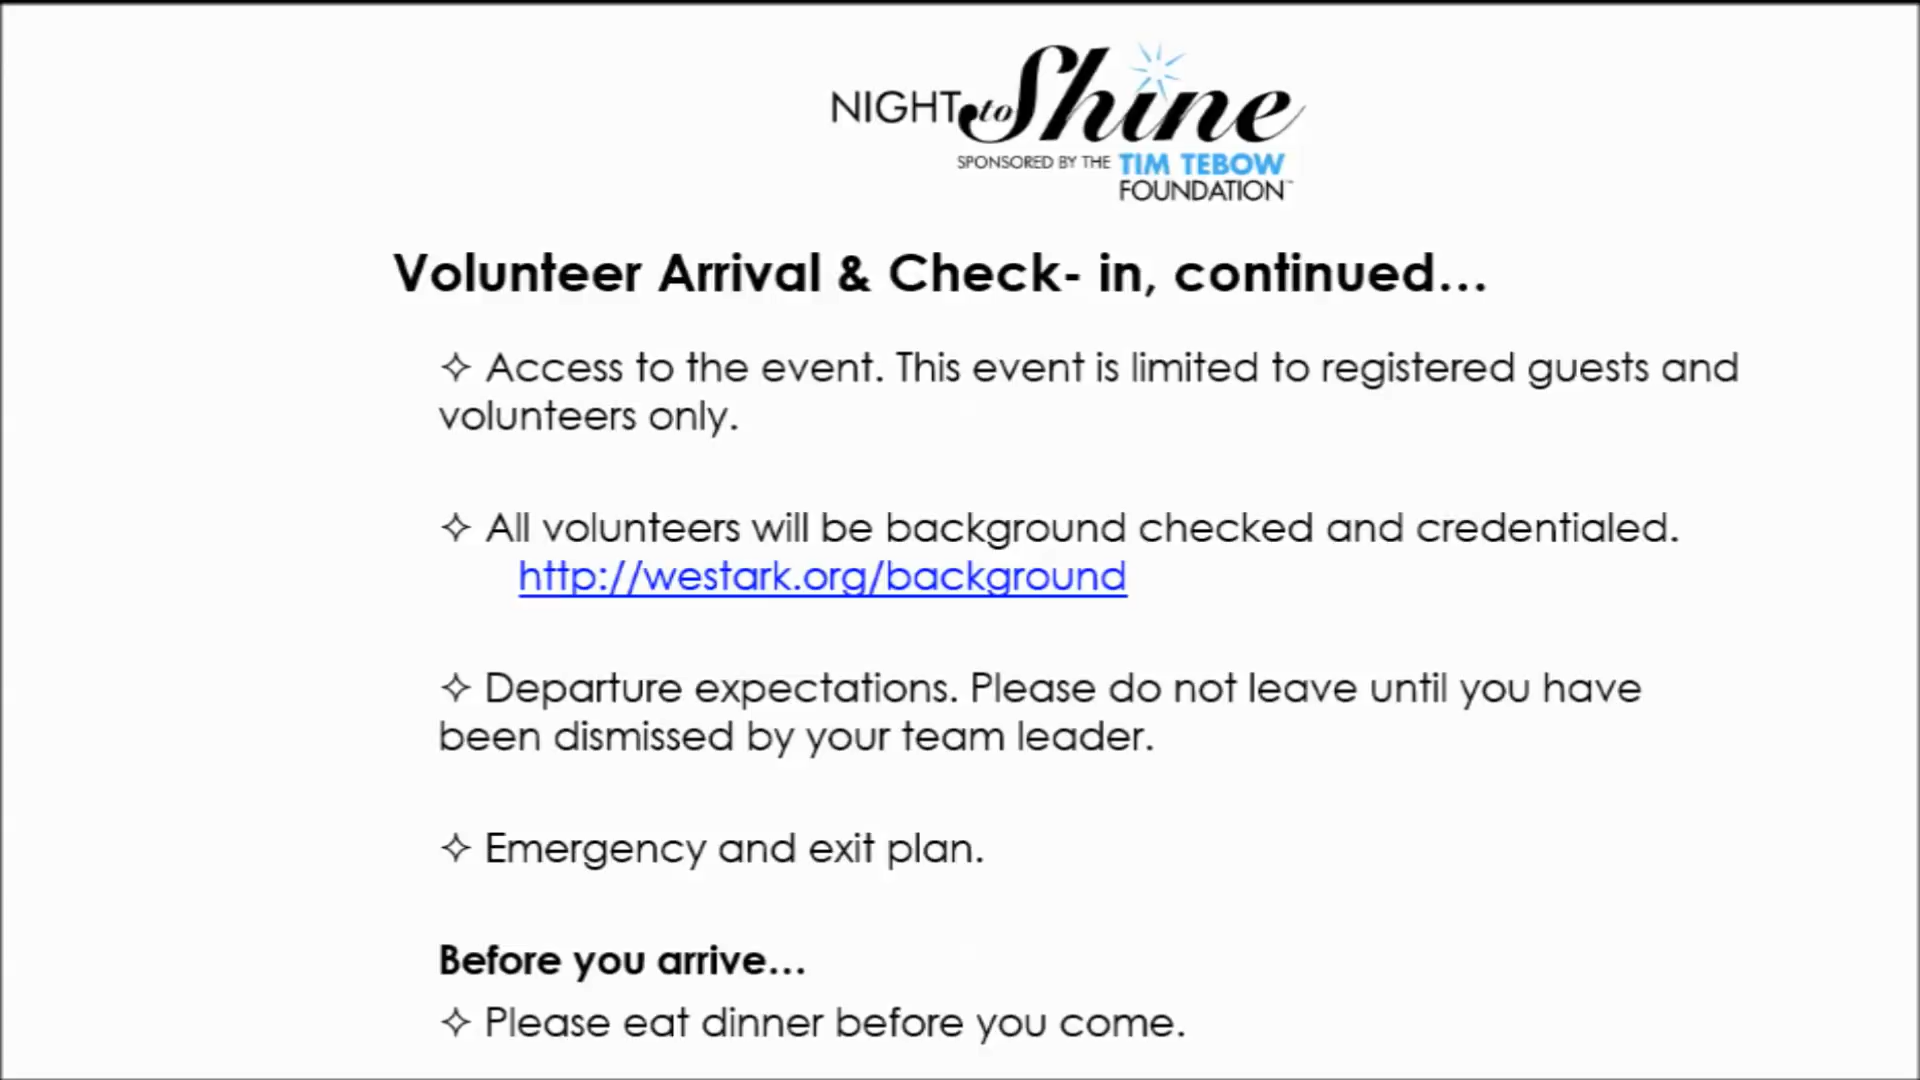 NIGHT to Shine
SPONSORED BY THE TIM TEBOW
FOUNDATION™
Volunteer Arrival & Check- in, continued…
✧ Access to the event. This event is limited to registered guests and
volunteers only.
✧ All volunteers will be background checked and credentialed.
http://westark.org/background
✧ Departure expectations. Please do not leave until you have
been dismissed by your team leader.
✧ Emergency and exit plan.
Before you arrive…
✧ Please eat dinner before you come.